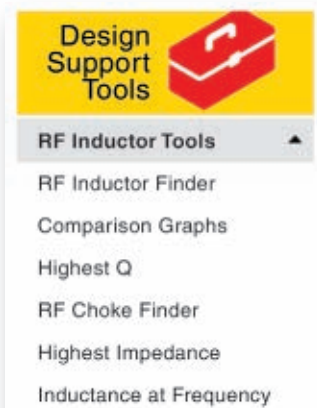 Design
Support
Tools
RF Inductor Tools
RF Inductor Finder
Comparison Graphs
Highest Q
RF Choke Finder
Highest Impedance
Inductance at Frequency